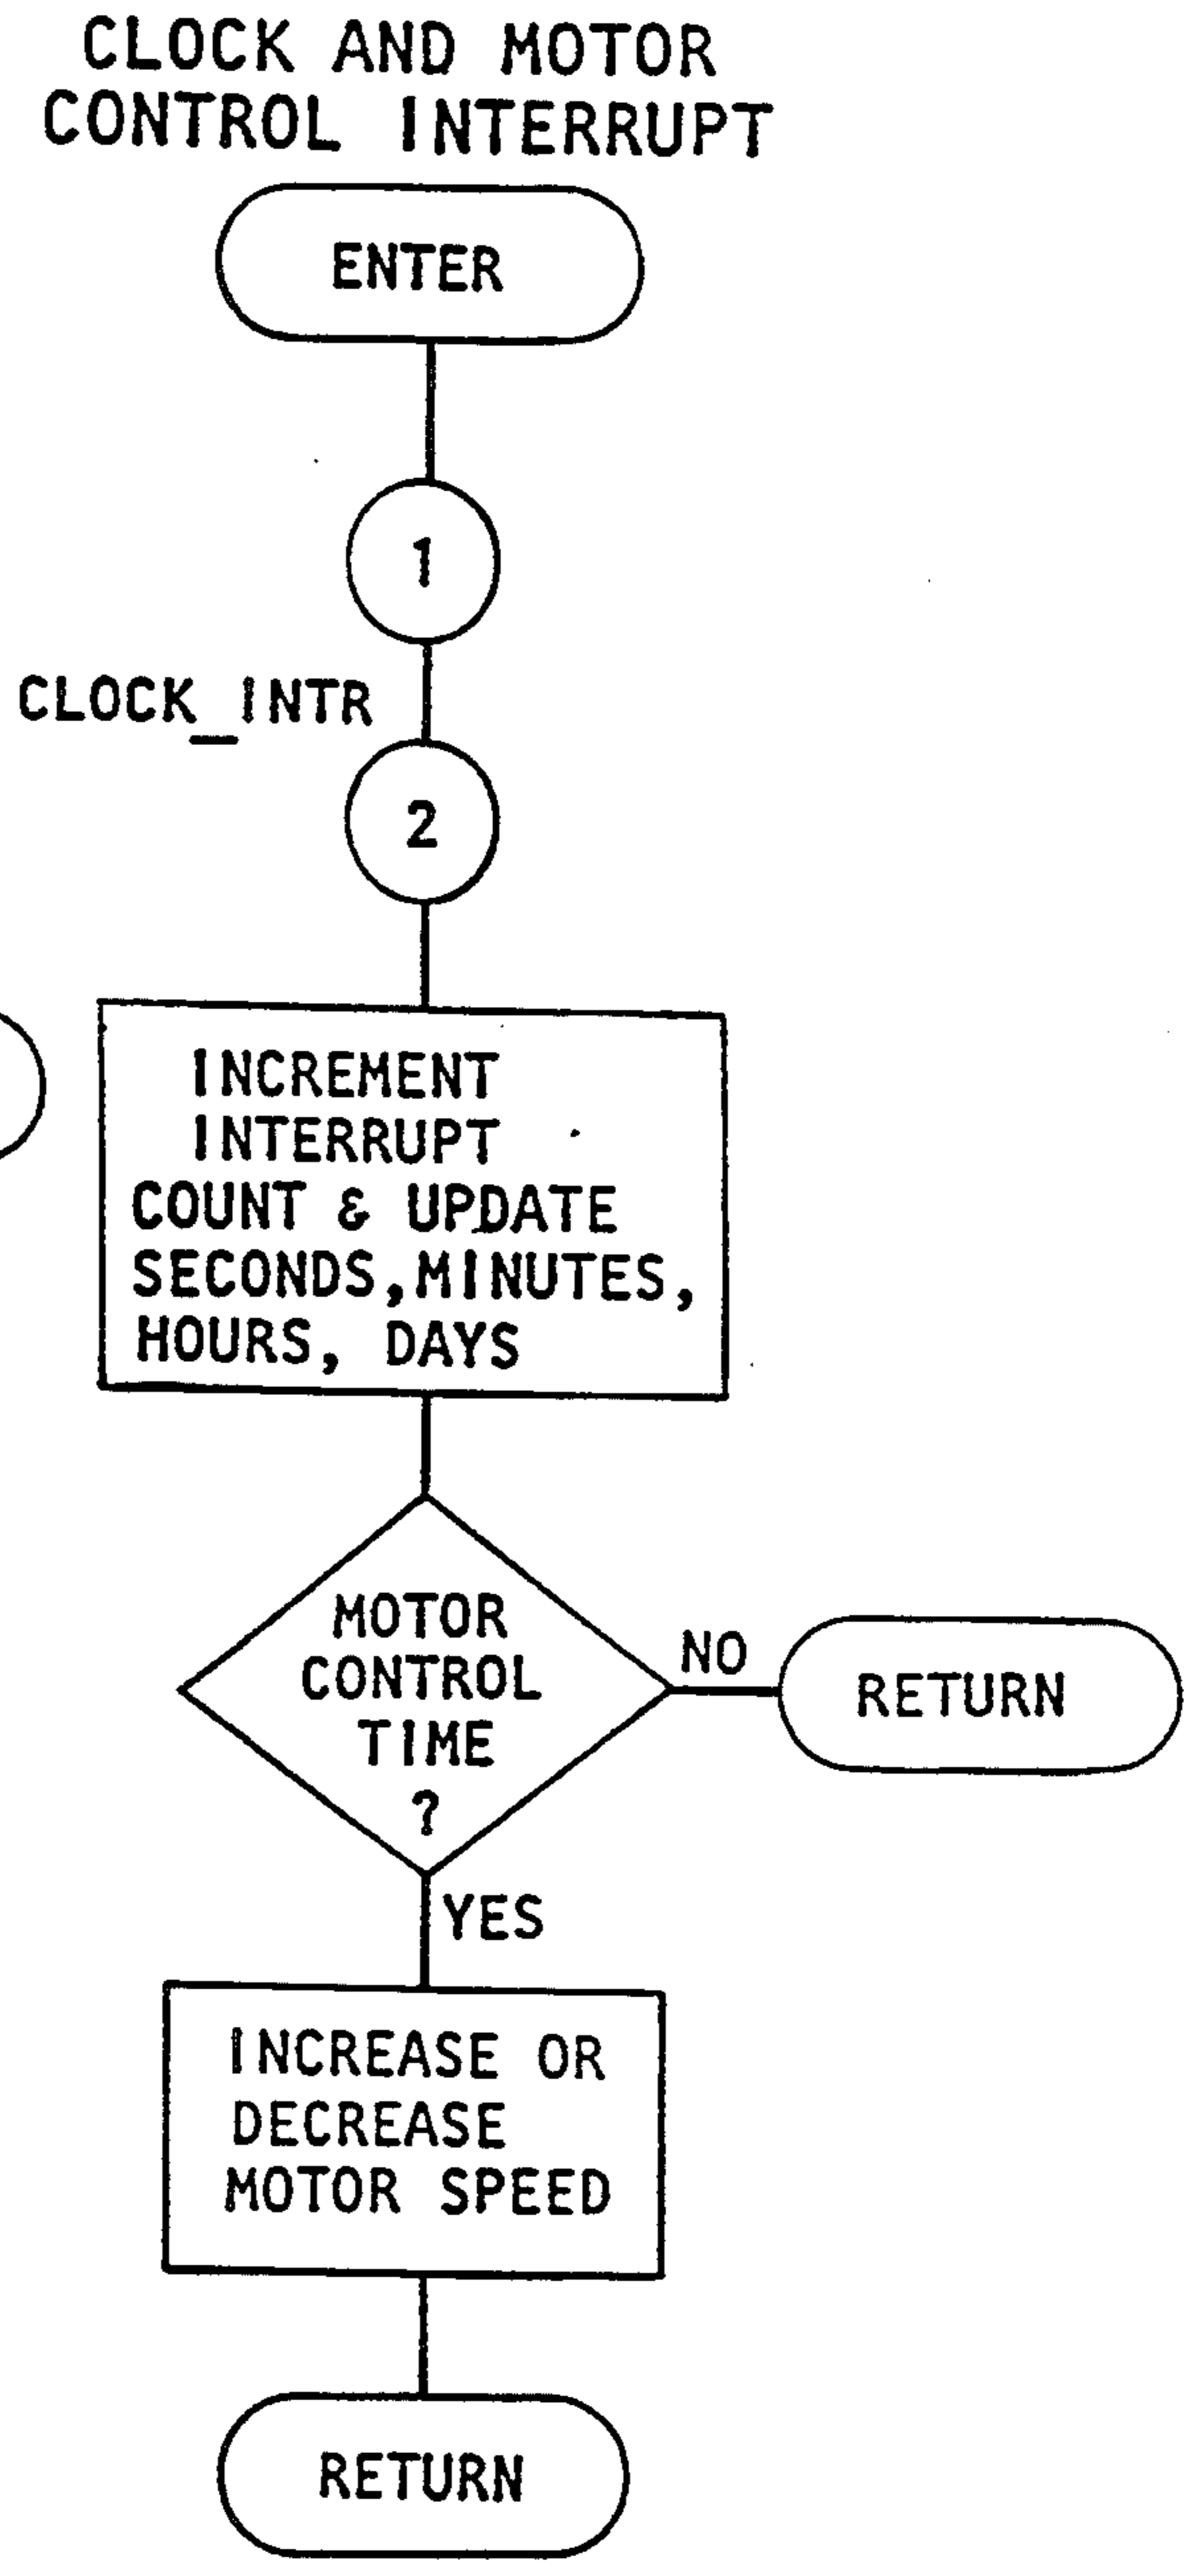 CLOCK AND MOTOR
CONTROL INTERRUPT
ENTER
1
CLOCK_INTR
2
INCREMENT
INTERRUPT
COUNT & UPDATE
SECONDS, MINUTES,
HOURS, DAYS
MOTOR
CONTROL
TIME
?
NO
RETURN
YES
INCREASE OR
DECREASE
MOTOR SPEED
RETURN